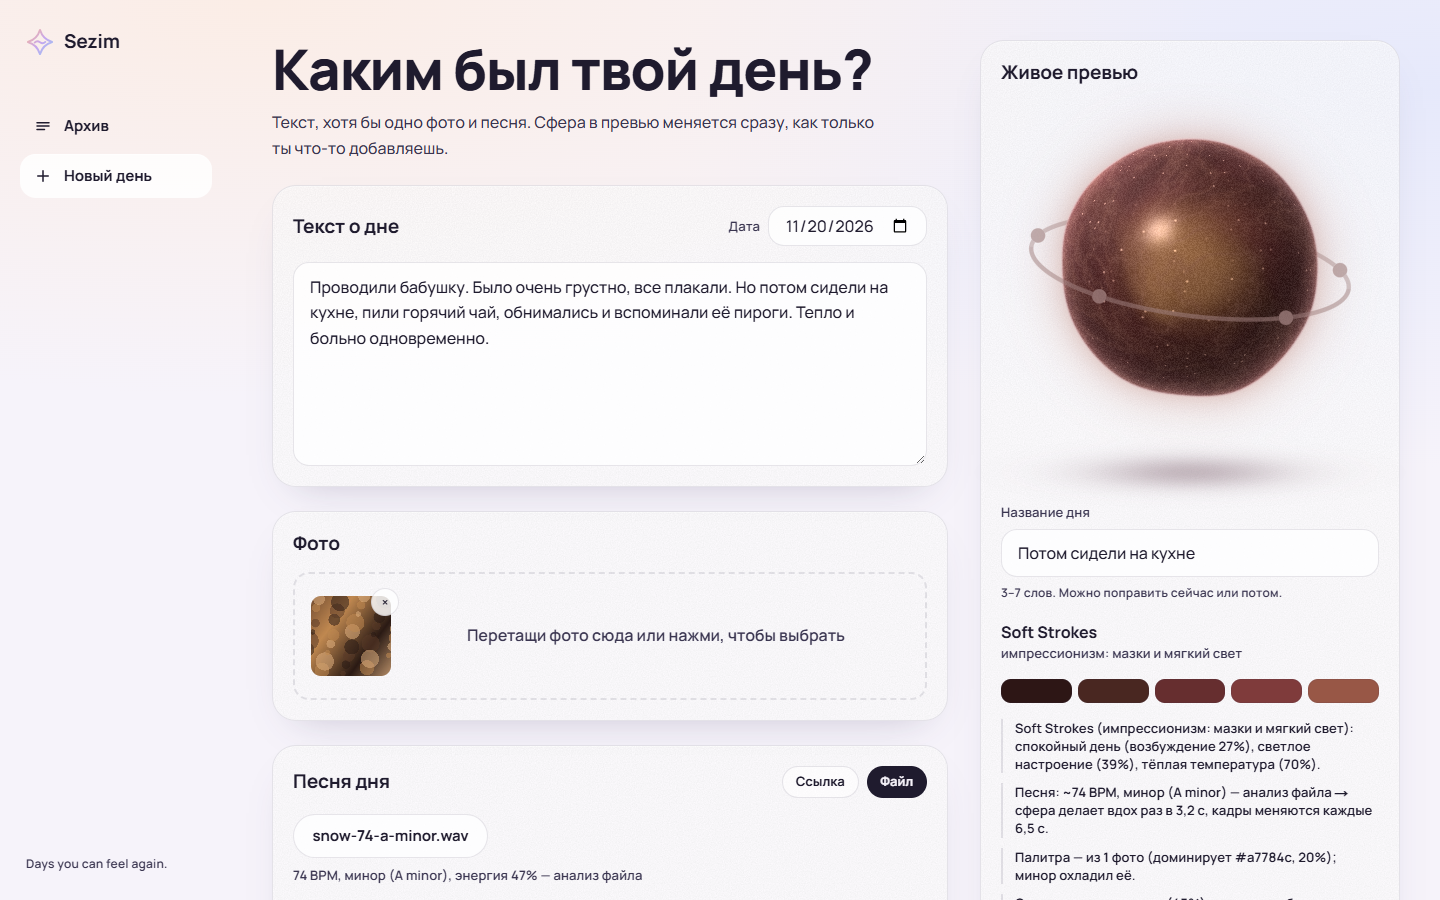 Sezim
Архив
Новый день
Days you can feel again.
Каким был твой день?
Текст, хотя бы одно фото и песня. Сфера в превью меняется сразу, как только
ты что-то добавляешь.
Текст о дне
Дата
11/20/2026
Проводили бабушку. Было очень грустно, все плакали. Но потом сидели на
кухне, пили горячий чай, обнимались и вспоминали её пироги. Тепло и
больно одновременно.
Фото
×
Перетащи фото сюда или нажми, чтобы выбрать
Песня дня
Ссылка
Файл
snow-74-a-minor.wav
74 BPM, минор (A minor), энергия 47% — анализ файла
Живое превью
Название дня
Потом сидели на кухне
3–7 слов. Можно поправить сейчас или потом.
Soft Strokes
импрессионизм: мазки и мягкий свет
Soft Strokes (импрессионизм: мазки и мягкий свет):
спокойный день (возбуждение 27%), светлое
настроение (39%), тёплая температура (70%).
Песня: ~74 BPM, минор (A minor) — анализ файла →
сфера делает вдох раз в 3,2 с, кадры меняются каждые
6,5 с.
Палитра — из 1 фото (доминирует #a7784c, 20%);
минор охладил её.